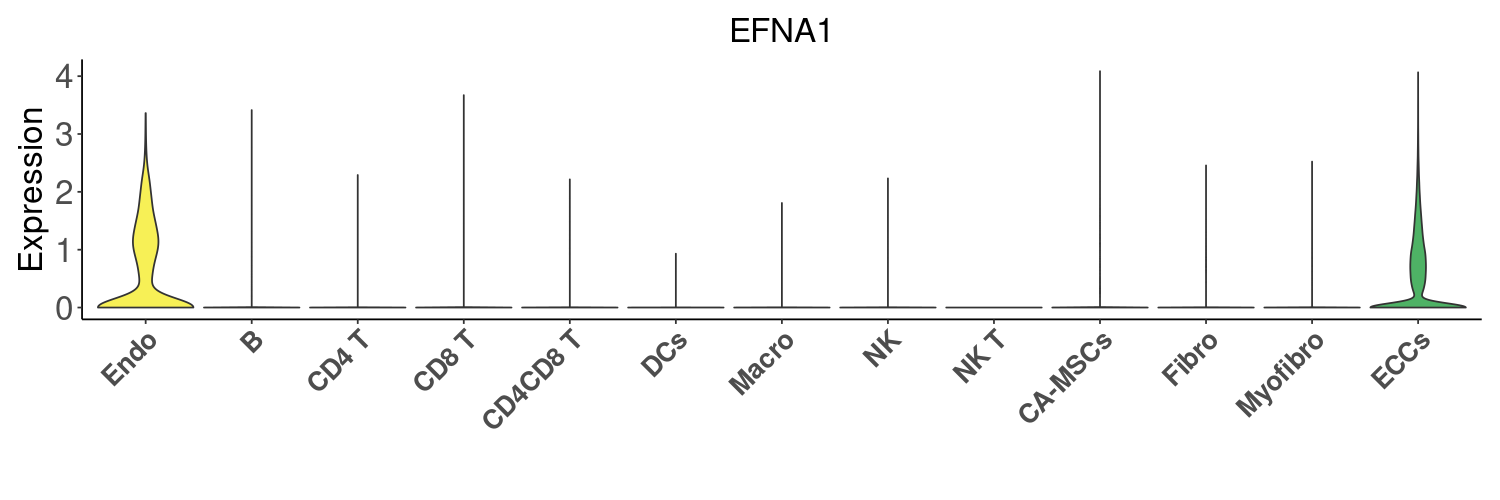 EFNA1
Expression
4
3
2
1
0
Endo
B
CD4 T
CD8 T
CD4CD8 T
DCs
Macro
NK
NK T
CA-MSCs
Fibro
Myofibro
ECCs